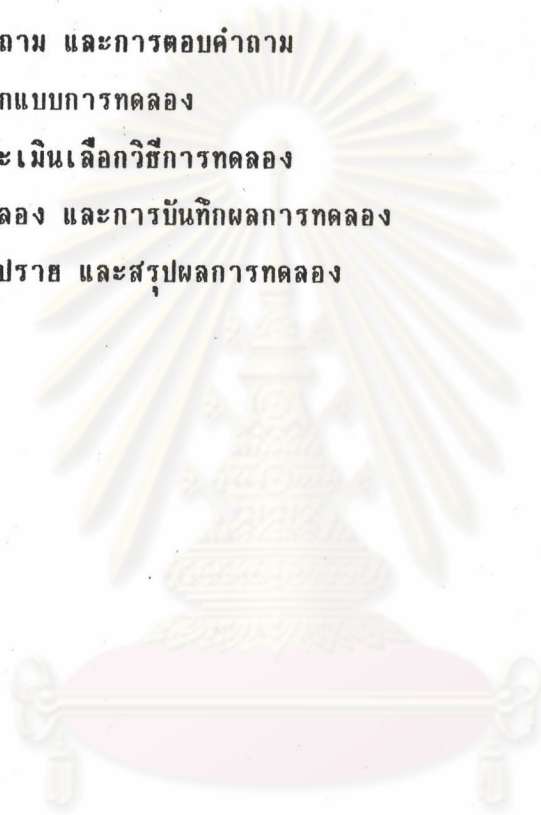 ถาม และการตอบคำถาม
กแบบการทดลอง
ะเมินเลือกวิธีการทดลอง
ลอง และการบันทึกผลการทดลอง
ปราย และสรุปผลการทดลอง